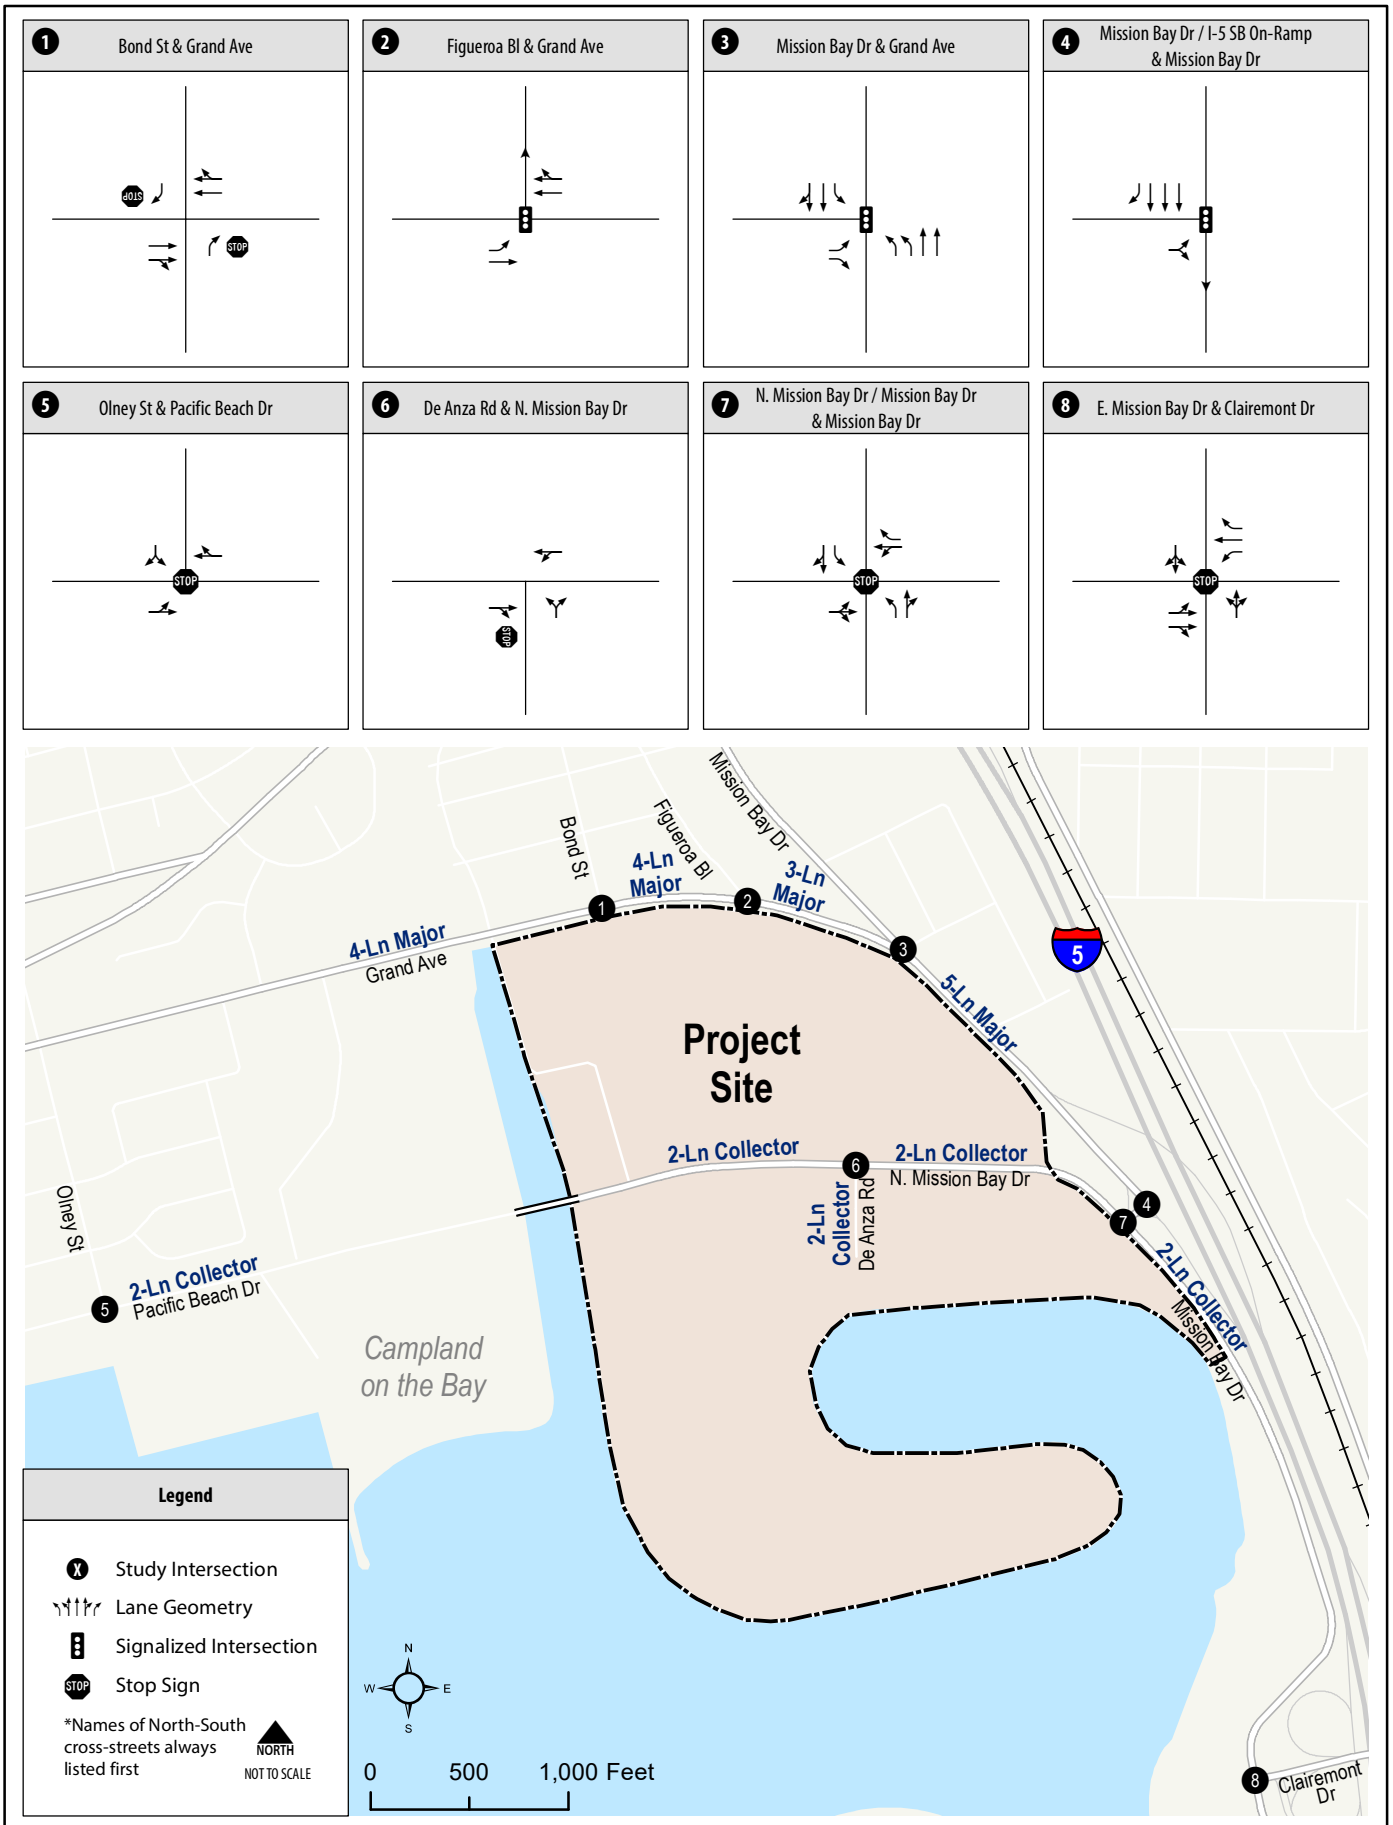 1 Bond St & Grand Ave
STOP
STOP
2 Figueroa Bl & Grand Ave
3 Mission Bay Dr & Grand Ave
4 Mission Bay Dr / I-5 SB On-Ramp
& Mission Bay Dr
5 Olney St & Pacific Beach Dr
STOP
6 De Anza Rd & N. Mission Bay Dr
STOP
7 N. Mission Bay Dr / Mission Bay Dr
& Mission Bay Dr
STOP
8 E. Mission Bay Dr & Clairemont Dr
STOP
Mission Bay Dr
Bond St
Figueroa Bl
4-Ln
Major
3-Ln
Major
1
2
3
4-Ln Major
Grand Ave
5
5-Ln Major
Project
Site
2-Ln Collector
6
2-Ln Collector
N. Mission Bay Dr
2-Ln
Collector
De Anza Rd
4
7
Olney St
2-Ln Collector
Pacific Beach Dr
5
2-Ln Collector
Mission Bay Dr
Campland
on the Bay
Legend
X Study Intersection
Lane Geometry
Signalized Intersection
STOP Stop Sign
*Names of North-South
cross-streets always
listed first
NORTH
NOT TO SCALE
N
W E
S
0 500 1,000 Feet
8
Clairemont
Dr